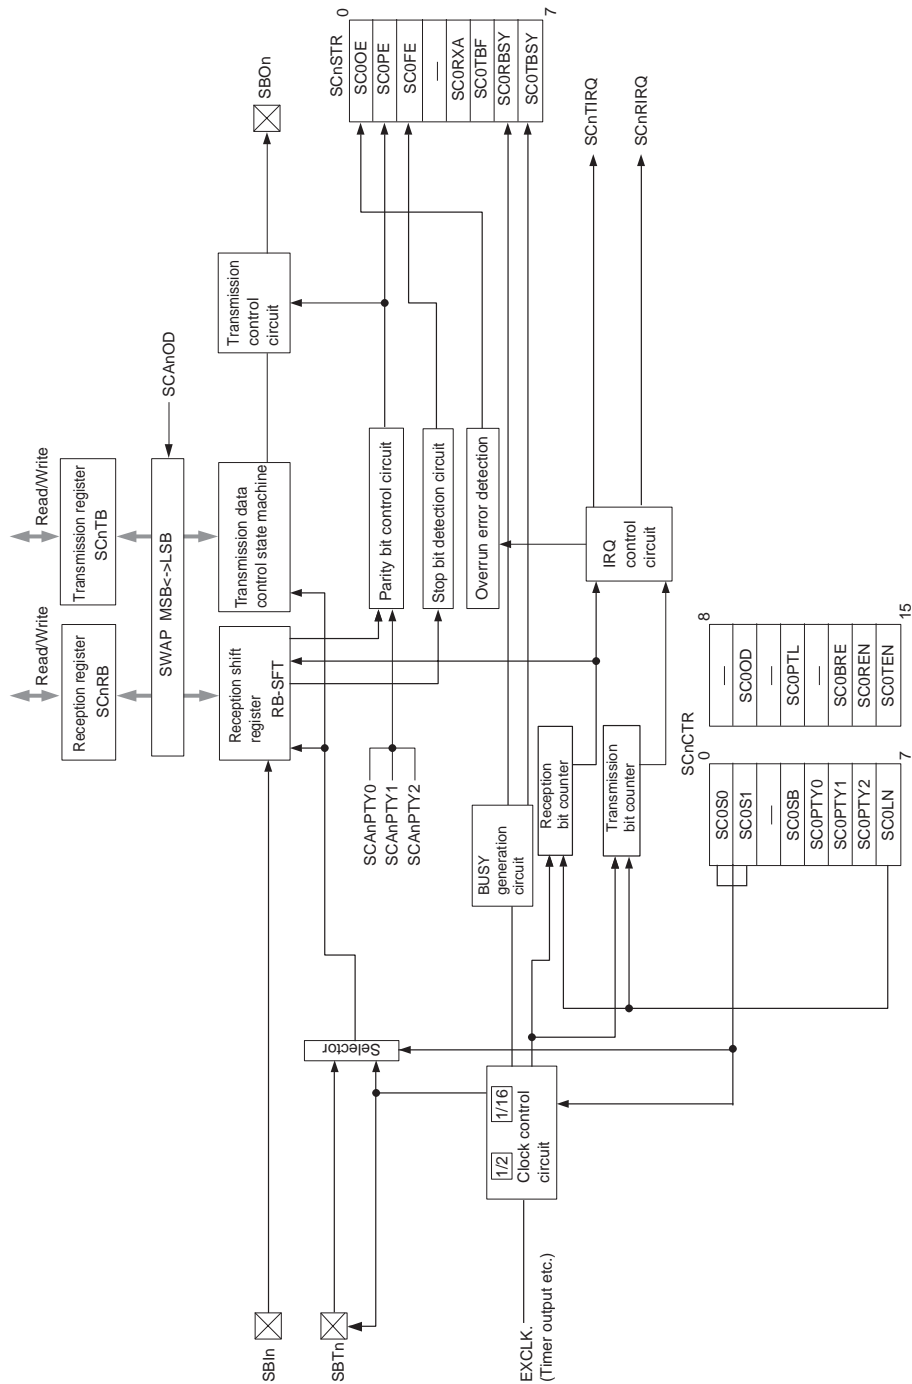 Read/Write
Read/Write
Reception register
SCnRB
Transmission register
SCnTB
SWAP MSB<->LSB
SCAnOD
SBIn
Reception shift
register
RB-SFT
Transmission data
control state machine
Transmission
control
circuit
SBOn
SBTn
Selector
SCAnPTY0
SCAnPTY1
SCAnPTY2
Parity bit control circuit
Stop bit detection circuit
Overrun error detection
SCnSTR
0
SC0OE
SC0PE
SC0FE
—
SC0RXA
SC0TBF
SC0RBSY
SC0TBSY
7
EXCLK.
(Timer output etc.)
1/2
1/16
Clock control
circuit
BUSY
generation
circuit
Reception
bit counter
Transmission
bit counter
IRQ
control
circuit
SCnTIRQ
SCnRIRQ
SCnCTR
0
SC0S0
SC0S1
—
SC0SB
SC0PTY0
SC0PTY1
SC0PTY2
SC0LN
7
8
—
SC0OD
—
SC0PTL
—
SC0BRE
SC0REN
SC0TEN
15